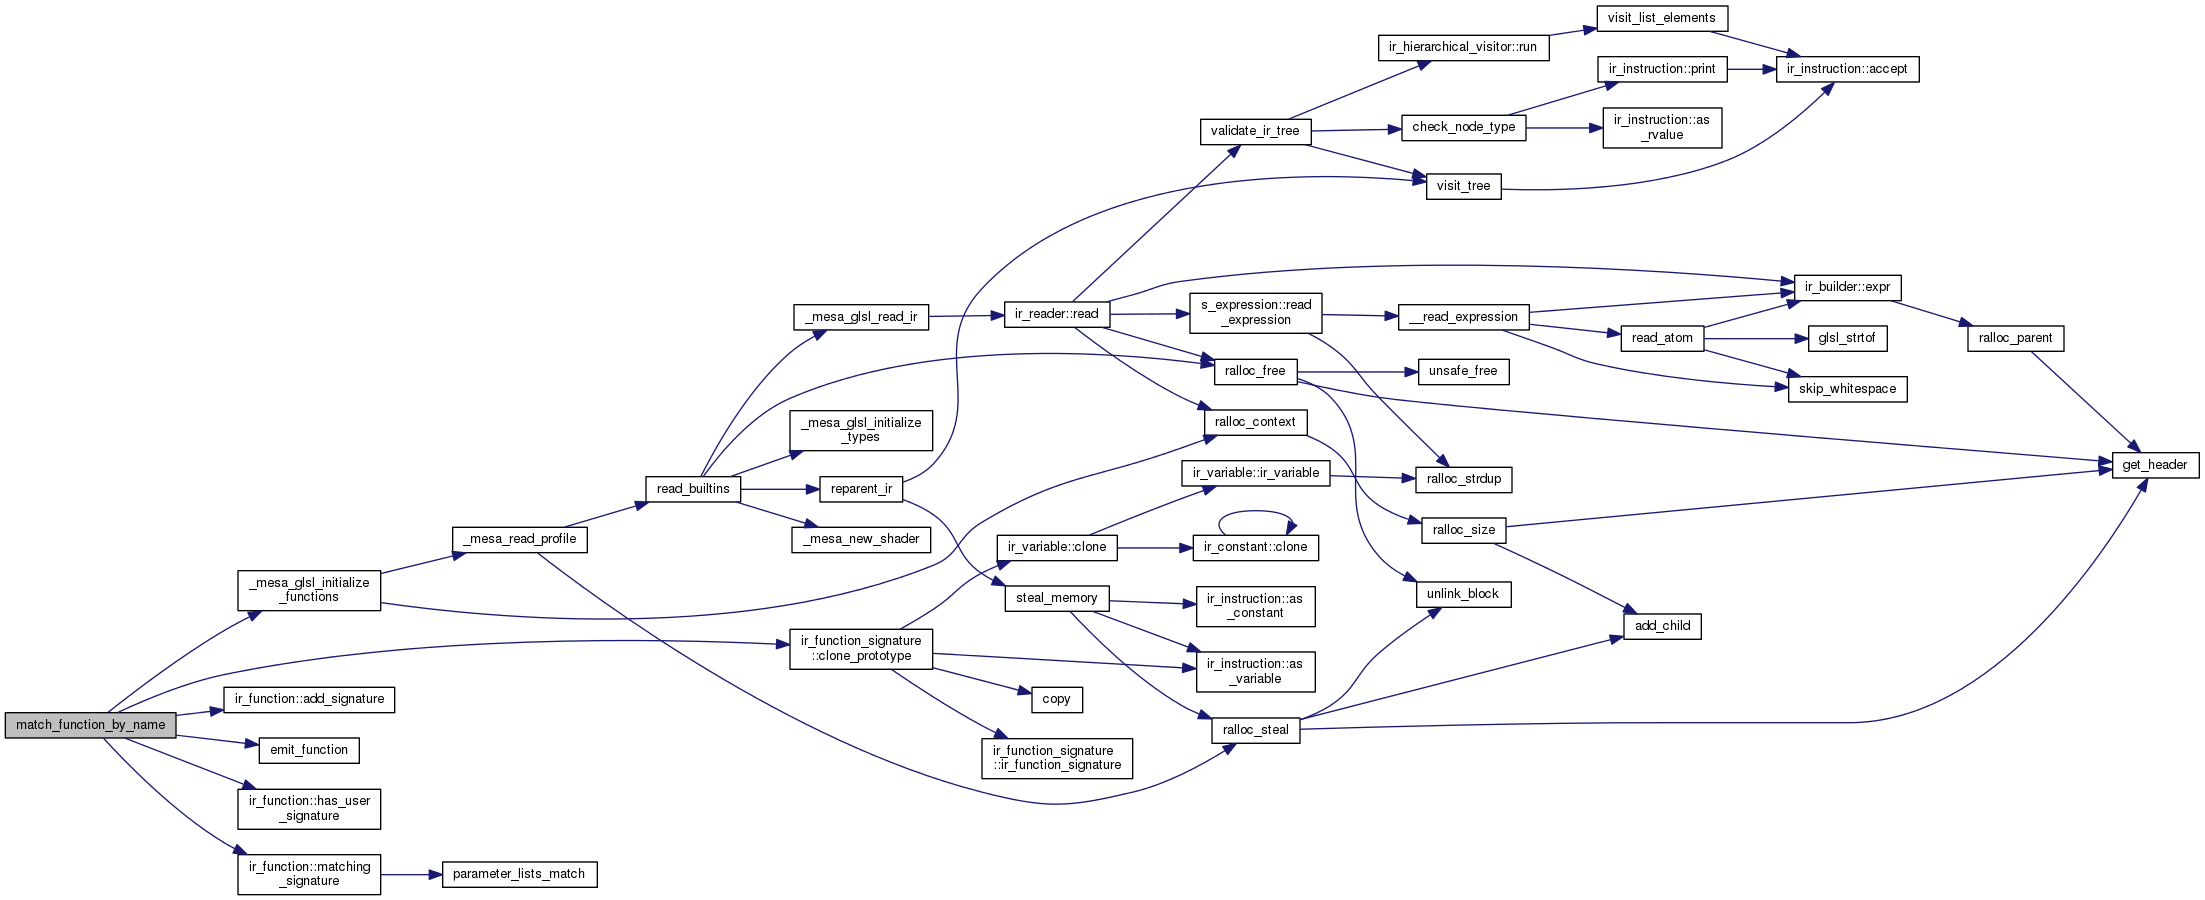 visit_list_elements
ir_hierarchical_visitor::run
ir_instruction::print
ir_instruction::accept
validate_ir_tree
check_node_type
ir_instruction::as
_rvalue
visit_tree
_mesa_glsl_read_ir
ir_reader::read
s_expression::read
_expression
__read_expression
ir_builder::expr
read_atom
glsl_strtof
ralloc_parent
ralloc_free
unsafe_free
skip_whitespace
_mesa_glsl_initialize
_types
ralloc_context
read_builtins
reparent_ir
ir_variable::ir_variable
ralloc_strdup
get_header
_mesa_read_profile
_mesa_new_shader
ir_variable::clone
ir_constant::clone
ralloc_size
_mesa_glsl_initialize
_functions
steal_memory
ir_instruction::as
_constant
unlink_block
add_child
ir_function_signature
::clone_prototype
ir_instruction::as
_variable
ir_function::add_signature
copy
match_function_by_name
ralloc_steal
emit_function
ir_function_signature
::ir_function_signature
ir_function::has_user
_signature
ir_function::matching
_signature
parameter_lists_match